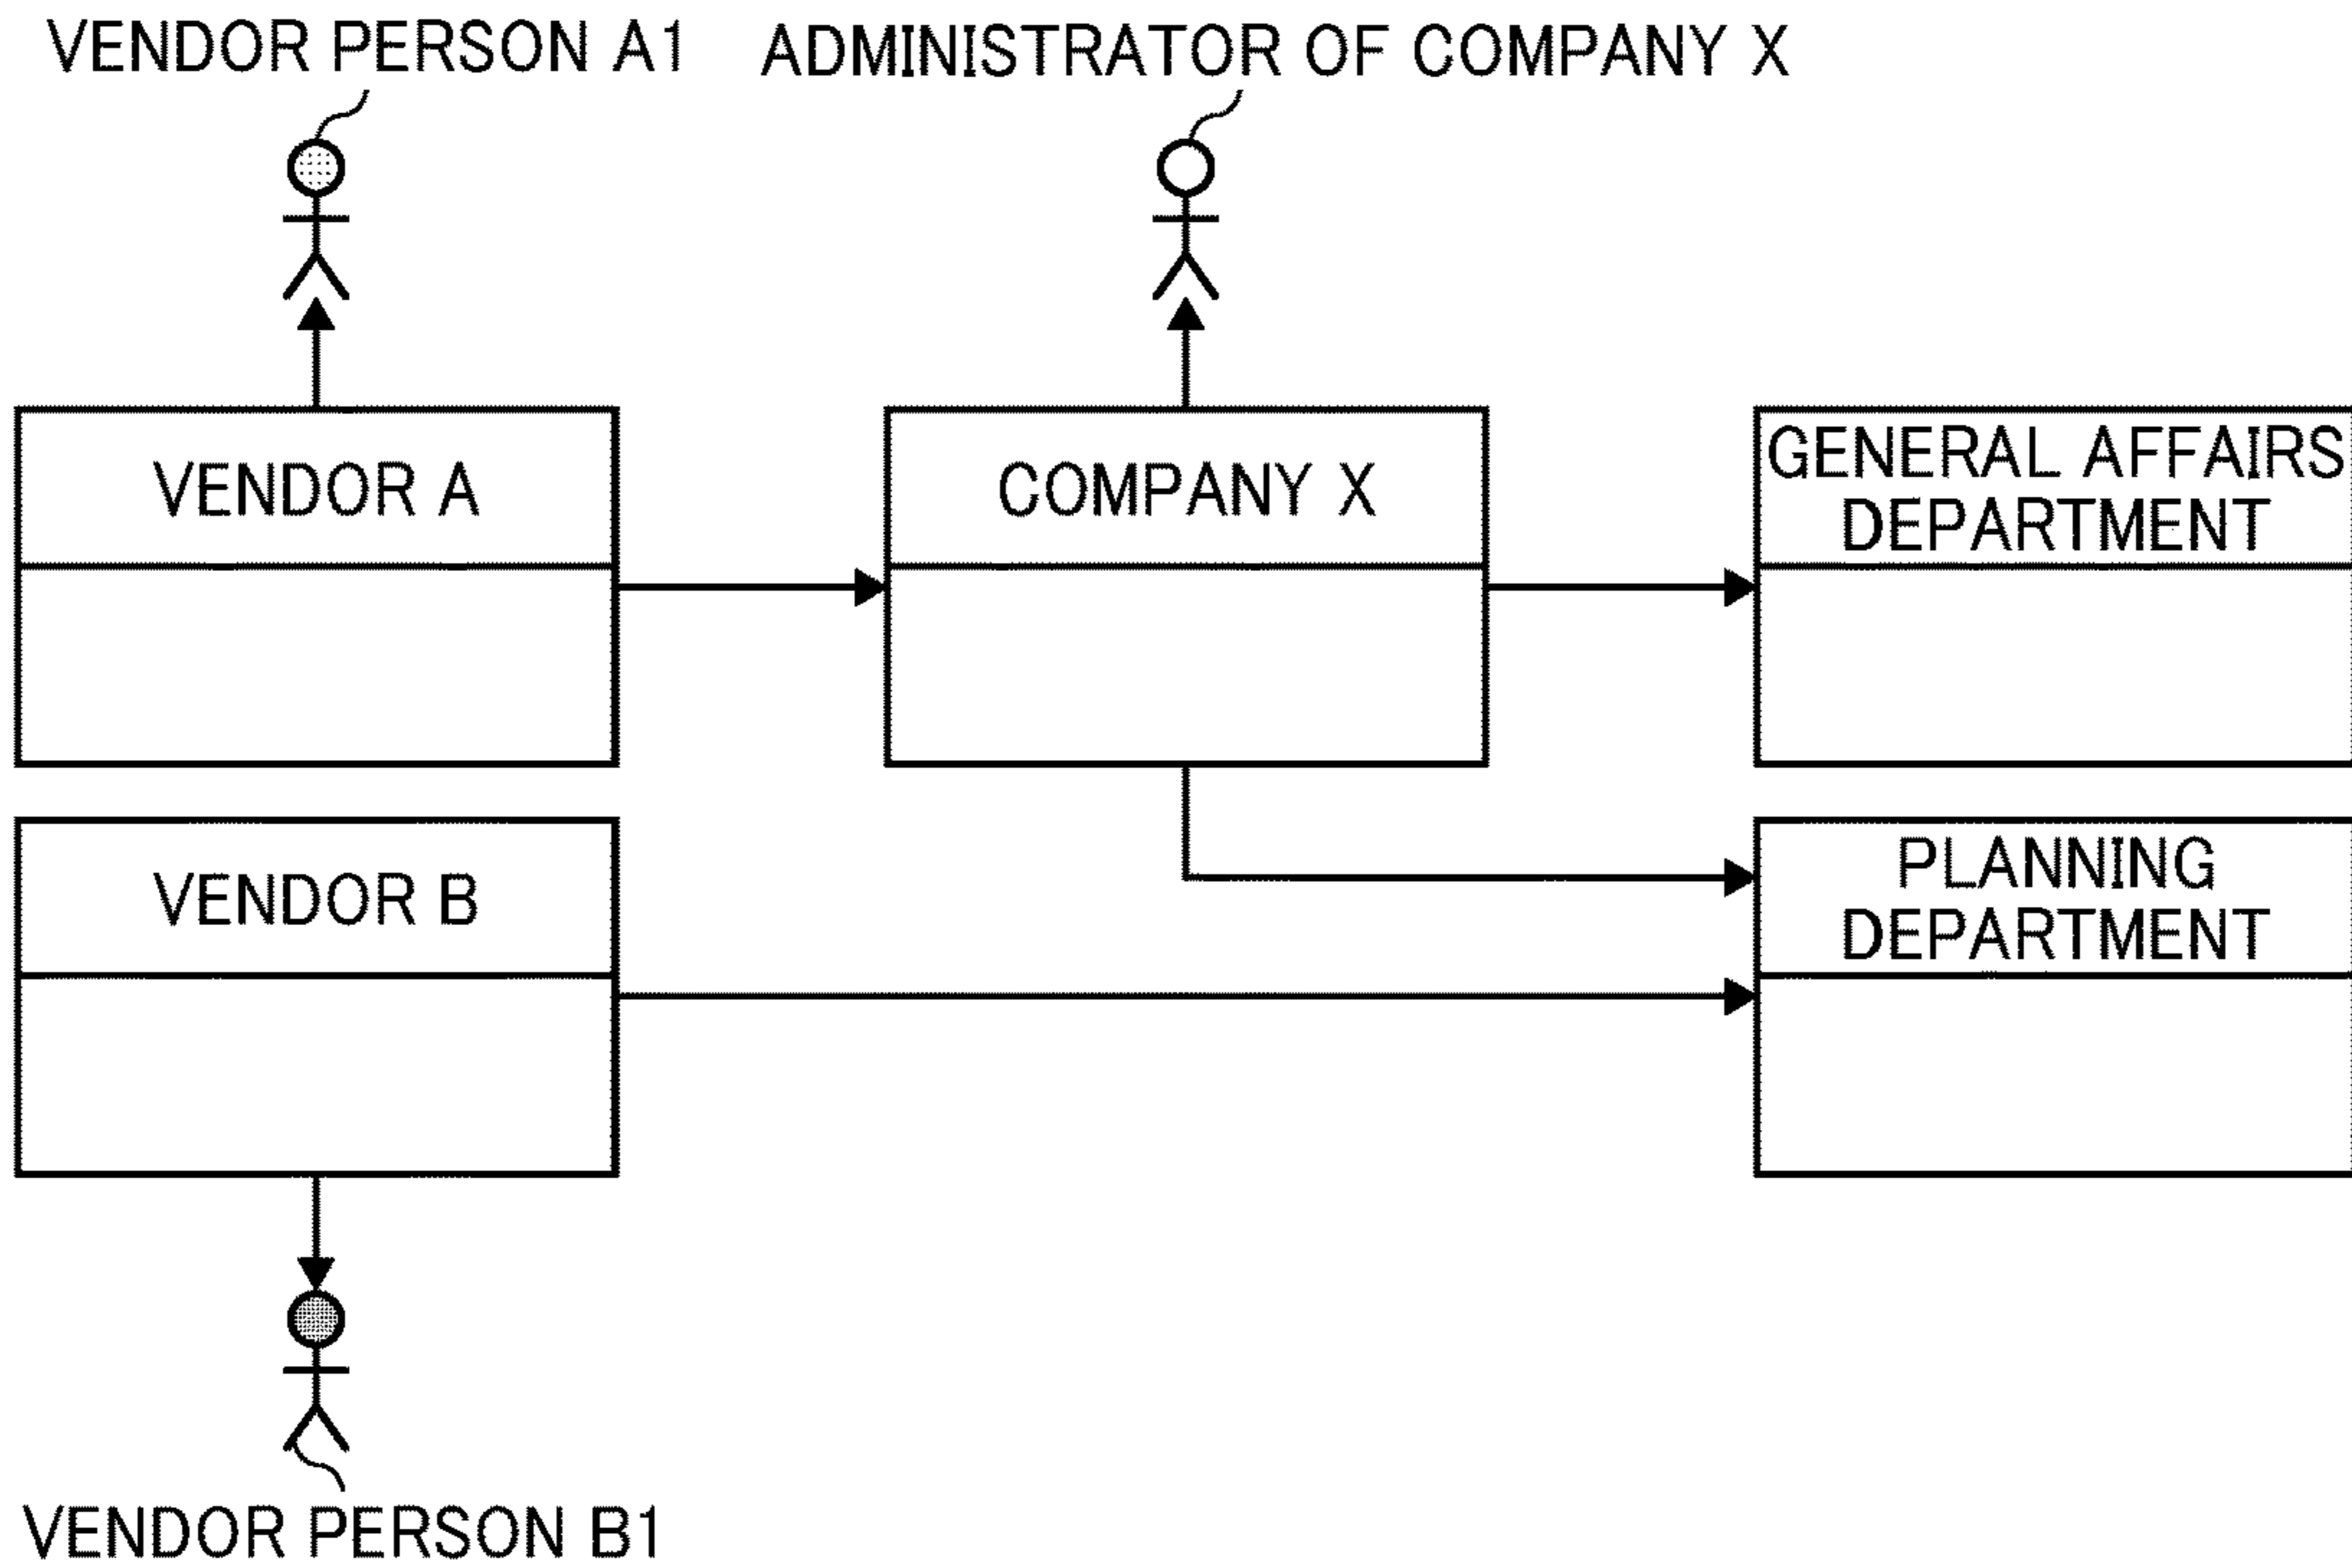 VENDOR PERSON A1
ADMINISTRATOR OF COMPANY X
VENDOR A
COMPANY X
GENERAL AFFAIRS
DEPARTMENT
VENDOR B
PLANNING
DEPARTMENT
VENDOR PERSON B1